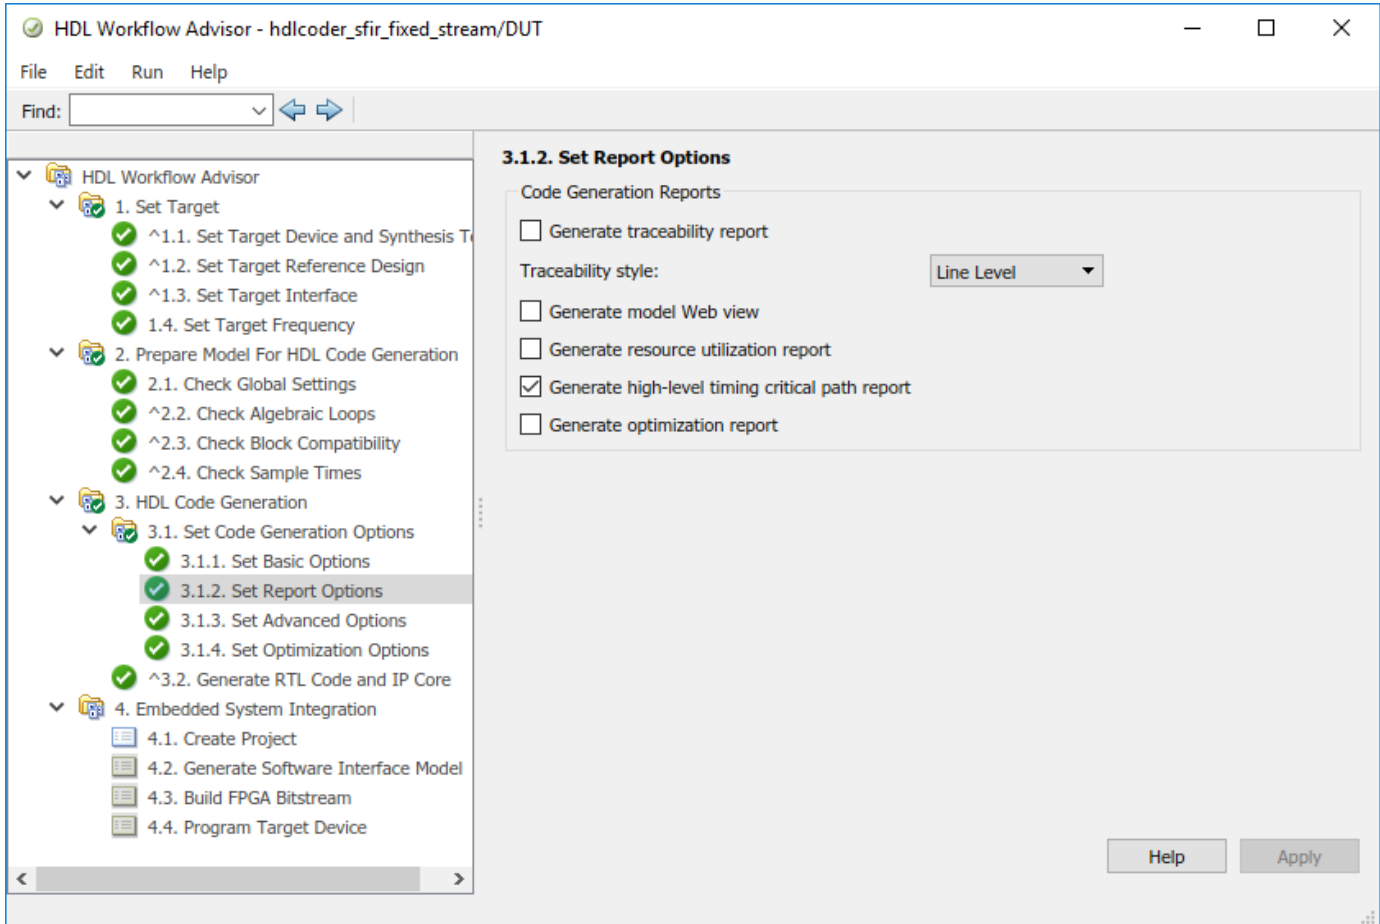 HDL Workflow Advisor - hdlcoder_sfir_fixed_stream/DUT
File Edit Run Help
Find:
HDL Workflow Advisor
1. Set Target
^1.1. Set Target Device and Synthesis T
^1.2. Set Target Reference Design
^1.3. Set Target Interface
1.4. Set Target Frequency
2. Prepare Model For HDL Code Generation
2.1. Check Global Settings
^2.2. Check Algebraic Loops
^2.3. Check Block Compatibility
^2.4. Check Sample Times
3. HDL Code Generation
3.1. Set Code Generation Options
3.1.1. Set Basic Options
3.1.2. Set Report Options
3.1.3. Set Advanced Options
3.1.4. Set Optimization Options
^3.2. Generate RTL Code and IP Core
4. Embedded System Integration
4.1. Create Project
4.2. Generate Software Interface Model
4.3. Build FPGA Bitstream
4.4. Program Target Device
3.1.2. Set Report Options
Code Generation Reports
Generate traceability report
Traceability style: Line Level
Generate model Web view
Generate resource utilization report
Generate high-level timing critical path report
Generate optimization report
Help Apply